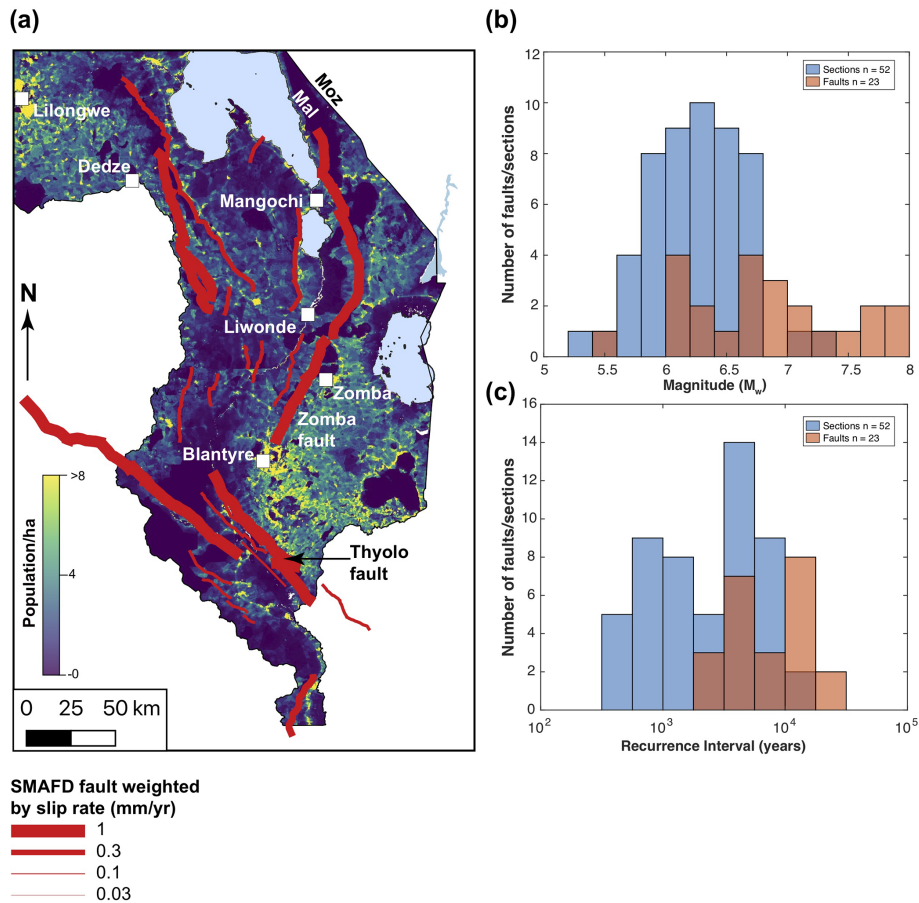 (a)
Moz
Mal
Lilongwe
Dedze
Mangochi
N
Liwonde
Zomba
Zomba
fault
Blantyre
Thyolo
fault
Population/ha
>8
4
-0
0 25 50 km
SMAFD fault weighted
by slip rate (mm/yr)
1
0.3
0.1
0.03
(b)
Number of faults/sections
12
10
8
6
4
2
0
5 5.5 6 6.5 7 7.5 8
Magnitude (Mw)
Sections n = 52
Faults n = 23
(c)
Number of faults/sections
16
14
12
10
8
6
4
2
0
10² 10³ 10⁴ 10⁵
Recurrence Interval (years)
Sections n = 52
Faults n = 23